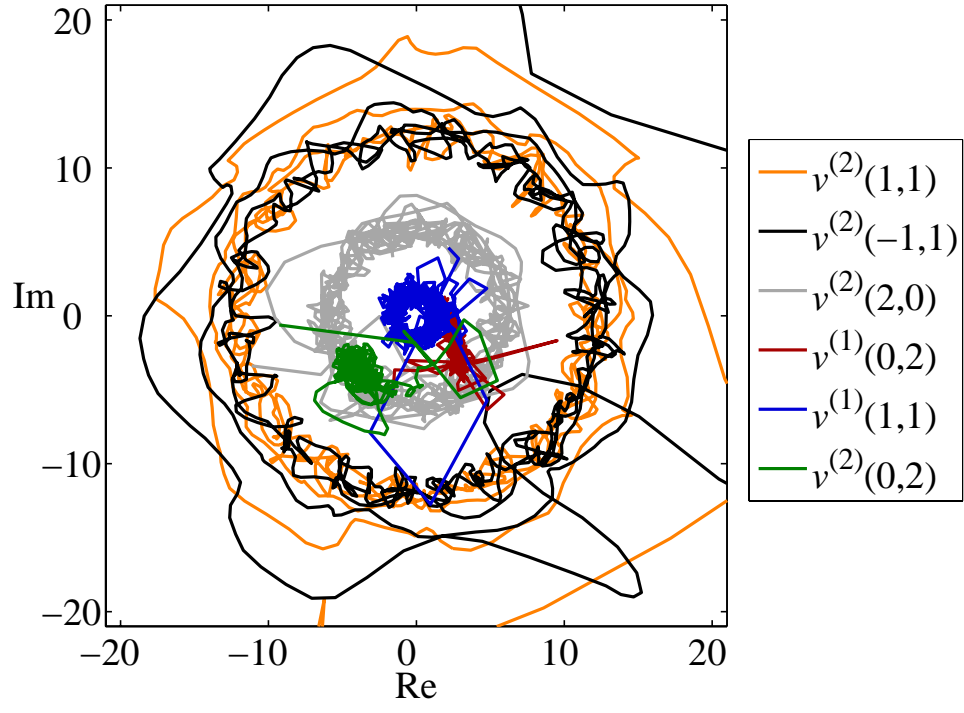 20
10
0
−10
−20
Im
−20
−10
0
10
20
Re
v(2)(1,1)
v(2)(−1,1)
v(2)(2,0)
v(1)(0,2)
v(1)(1,1)
v(2)(0,2)